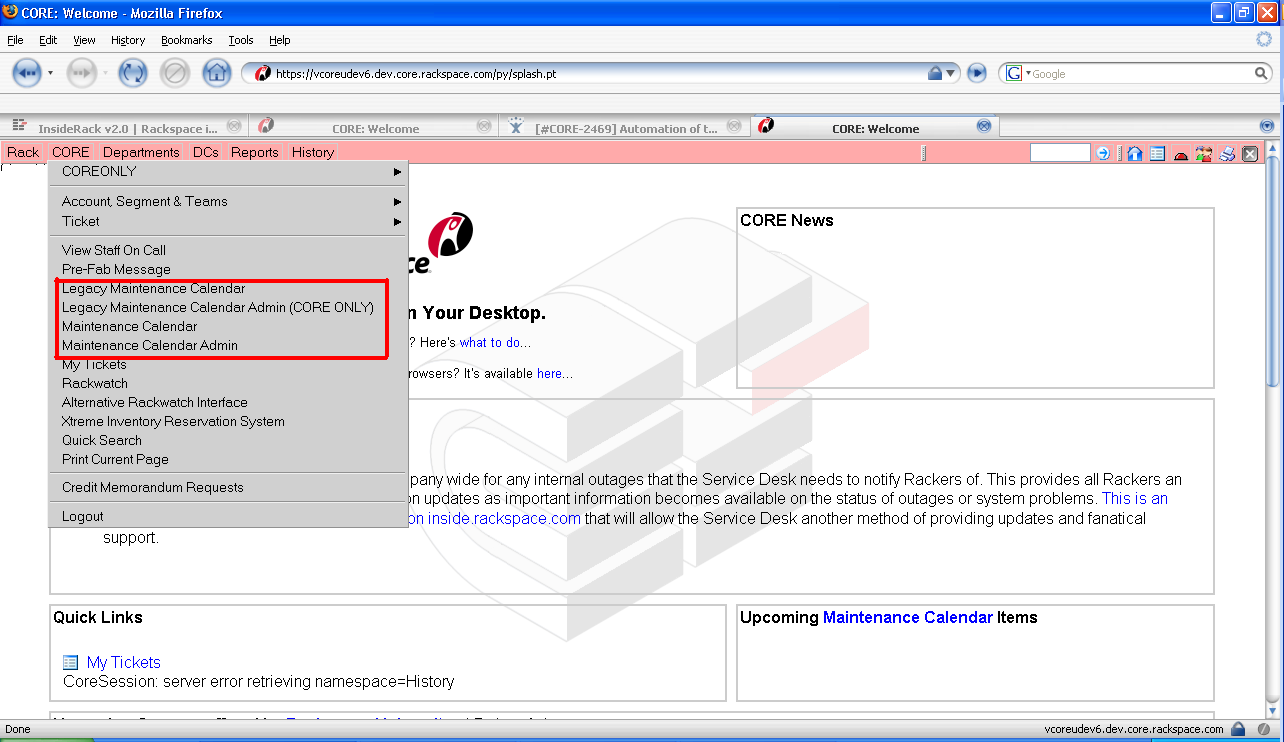 CORE: Welcome - Mozilla Firefox
File Edit View History Bookmarks Tools Help
https://vcoreudev6.dev.core.rackspace.com/py/splash.pt
G Google
InsideRack v2.0 | Rackspace i... CORE: Welcome [#CORE-2469] Automation of t... CORE: Welcome
Rack CORE Departments DCs Reports History
COREONLY
Account, Segment & Teams
Ticket
View Staff On Call
Pre-Fab Message
Legacy Maintenance Calendar
Legacy Maintenance Calendar Admin (CORE ONLY)
Maintenance Calendar
Maintenance Calendar Admin
My Tickets
Rackwatch
Alternative Rackwatch Interface
Xtreme Inventory Reservation System
Quick Search
Print Current Page
Credit Memorandum Requests
Logout
ce.
n Your Desktop.
? Here's what to do...
rowsers? It's available here...
CORE News
pany wide for any internal outages that the Service Desk needs to notify Rackers of. This provides all Rackers an
on updates as important information becomes available on the status of outages or system problems. This is an
on inside.rackspace.com that will allow the Service Desk another method of providing updates and fanatical
support.
Quick Links
My Tickets
CoreSession: server error retrieving namespace=History
Upcoming Maintenance Calendar Items
Done
vcoreudev6.dev.core.rackspace.com